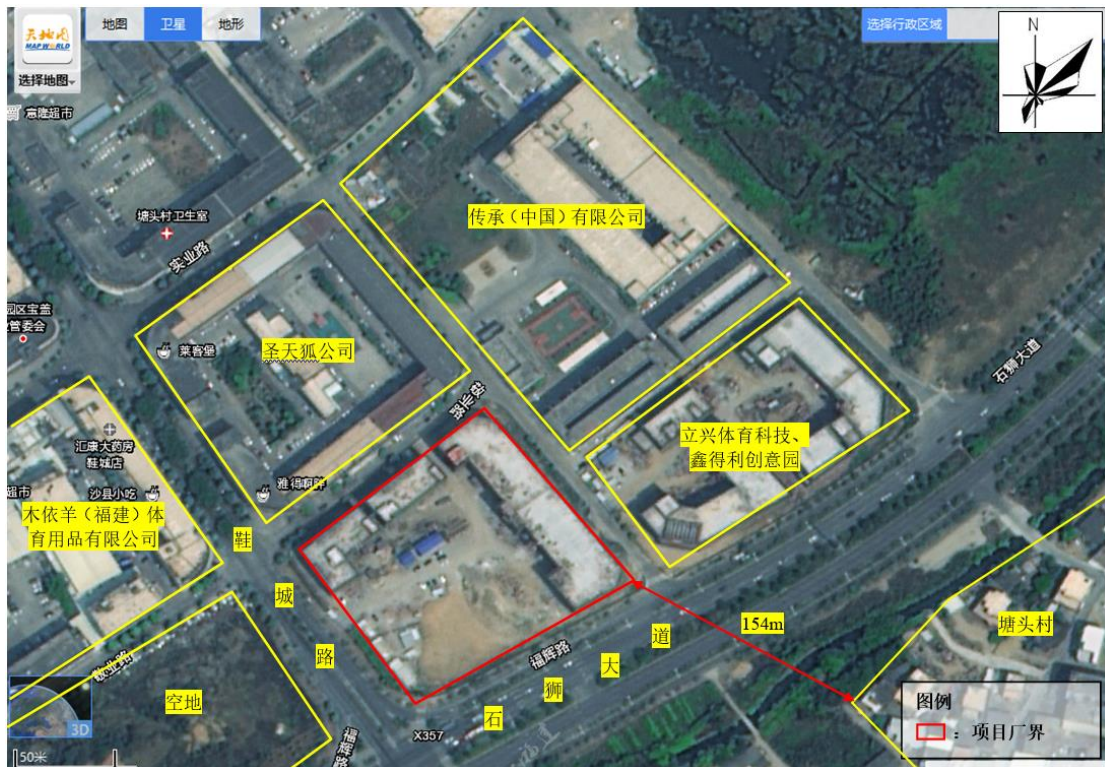 天地图
MAPWORLD
选择地图
地图
卫星
地形
选择行政区域
N
意隆超市
塘头村卫生室
实业路
传承（中国）有限公司
园区宝盖
管委会
莱客堡
圣天狐公司
石狮大道
立兴体育科技、
鑫得利创意园
汇康大药房
鞋城店
超市
沙县小吃
雅得啊胖
木依羊（福建）体
育用品有限公司
鞋
城
路
154m
塘头村
福辉路
石
狮
大
道
敏业路
空地
3D
50米
X357
福辉路
图例
：项目厂界